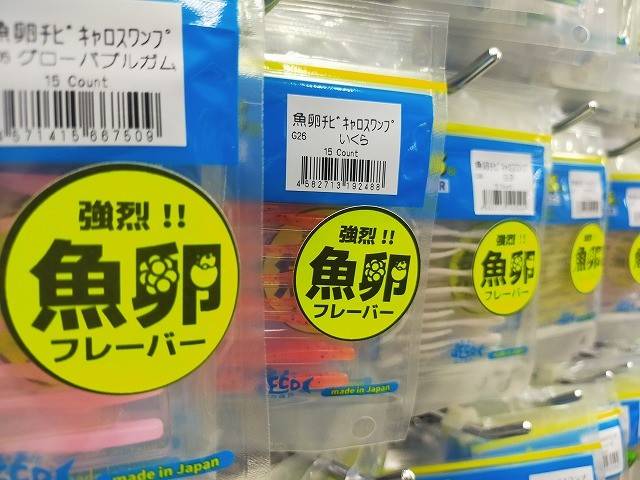 魚卵チビキャロスワンプ
グローバブルガム
15 Count
4571415667509
強烈!!
魚卵
フレーバー
made in Japan
魚卵チビキャロスワンプ
G26 いくら
15 Count
4582713192488
強烈!!
魚卵
フレーバー
made in Japan
強烈!!
魚卵
フレーバー